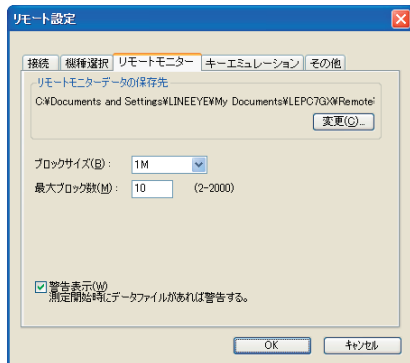 リモート設定
接続 機種選択 リモートモニター キーエミュレーション その他
リモートモニターデータの保存先
C:¥Documents and Settings¥LINEEYE¥My Documents¥LEPC7GX¥Remote
変更(C)...
ブロックサイズ(B): 1M
最大ブロック数(M): 10 (2-2000)
警告表示(W)
測定開始時にデータファイルがあれば警告する。
OK キャンセル